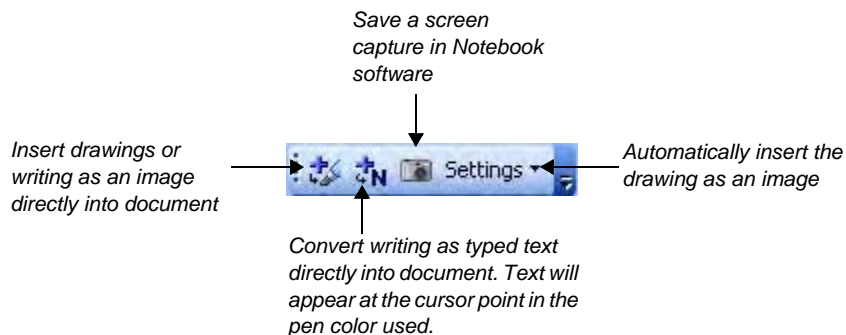 Save a screen
capture in Notebook
software
Insert drawings or
writing as an image
directly into document
N
Settings
Automatically insert the
drawing as an image
Convert writing as typed text
directly into document. Text will
appear at the cursor point in the
pen color used.